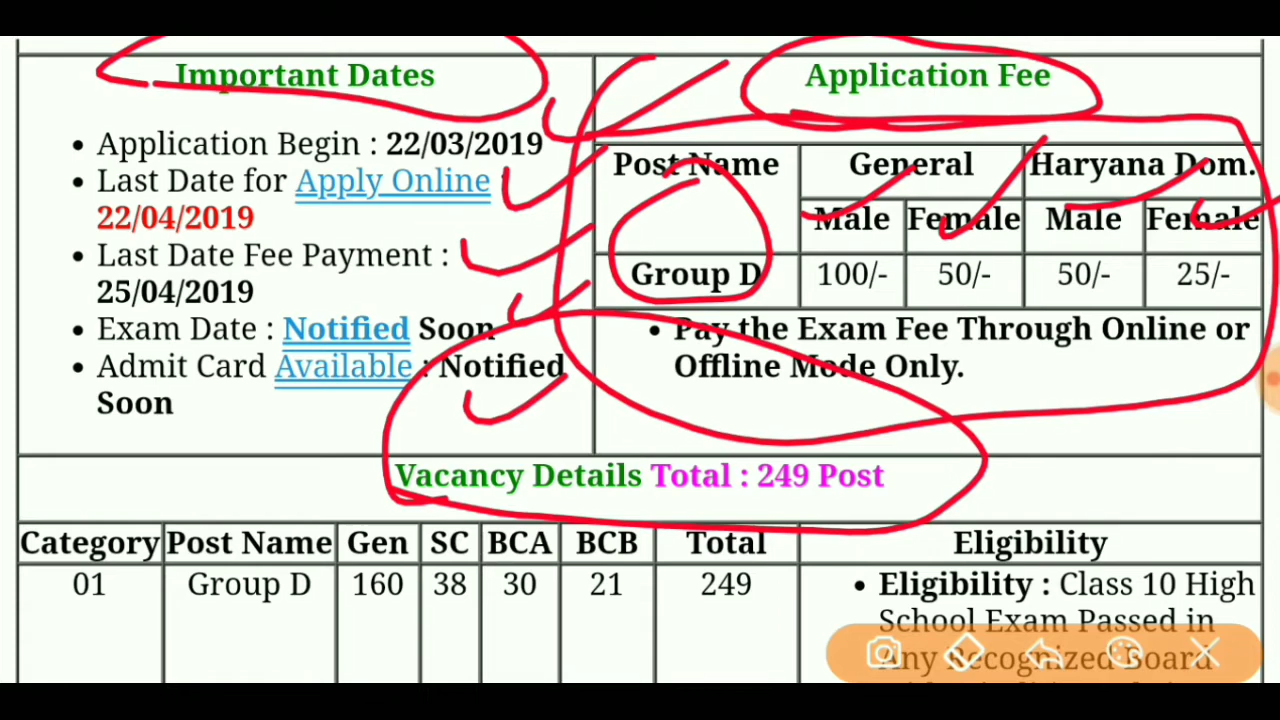 Important Dates
Application Begin : 22/03/2019
Last Date for Apply Online :
22/04/2019
Last Date Fee Payment :
25/04/2019
Exam Date : Notified Soon
Admit Card Available : Notified
Soon
Application Fee
Post Name General Haryana Dom.
Male Female Male Female
Group D 100/- 50/- 50/- 25/-
Pay the Exam Fee Through Online or
Offline Mode Only.
Vacancy Details Total : 249 Post
Category Post Name Gen SC BCA BCB Total Eligibility
01 Group D 160 38 30 21 249 Eligibility : Class 10 High
School Exam Passed in
Any Recognized Board